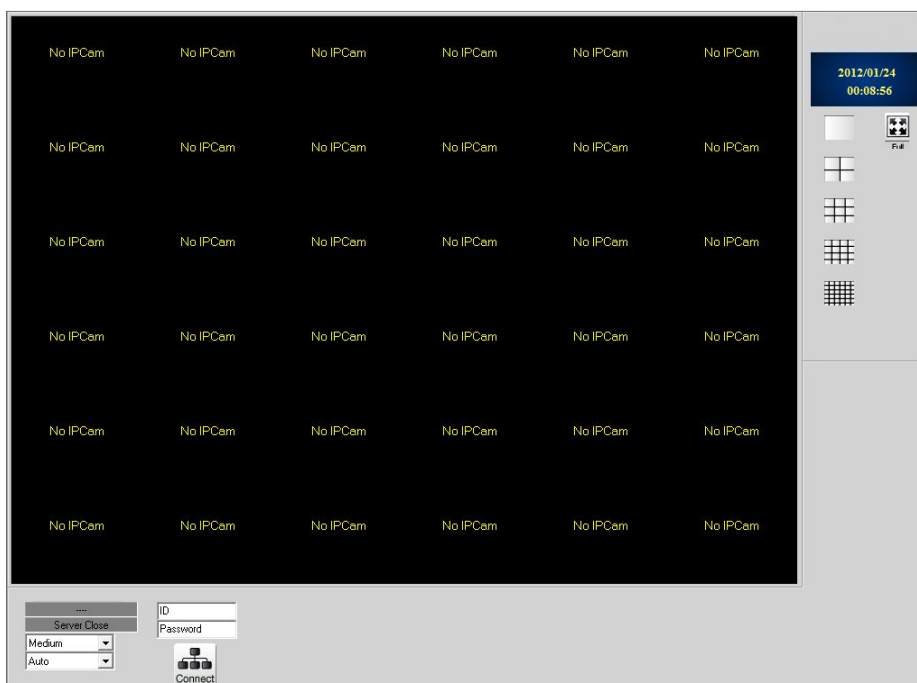 No IPCam No IPCam No IPCam No IPCam No IPCam No IPCam
2012/01/24
00:08:56
Full
No IPCam No IPCam No IPCam No IPCam No IPCam No IPCam
No IPCam No IPCam No IPCam No IPCam No IPCam No IPCam
No IPCam No IPCam No IPCam No IPCam No IPCam No IPCam
No IPCam No IPCam No IPCam No IPCam No IPCam No IPCam
No IPCam No IPCam No IPCam No IPCam No IPCam No IPCam
----
Server Close
Medium
Auto
ID
Password
Connect